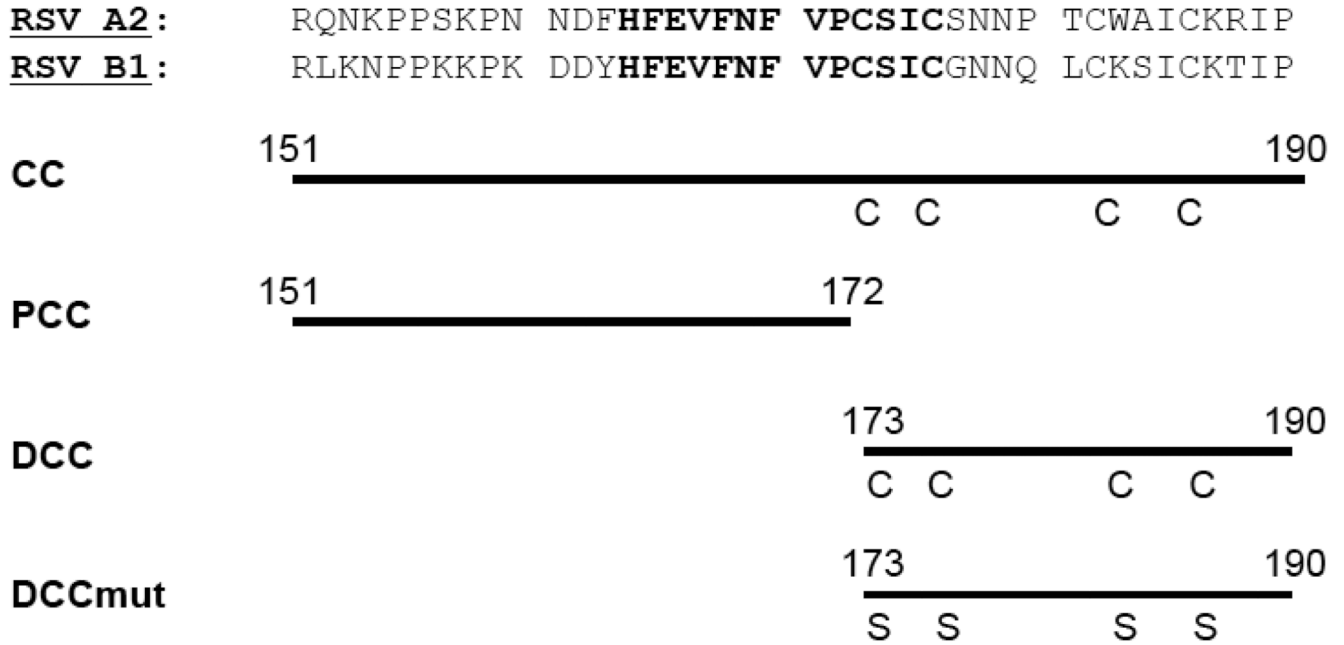 RSV A2: RQNKPPSKPN NDFHFEVFNF VPCSICSNNP TCWAICKRIP
RSV B1: RLKNPPKKPK DDYHFEVFNF VPCSICGNNQ LCKSICKTIP
151 190
CC
C C C C
151 172
PCC
173 190
DCC
C C C C
173 190
DCCmut
S S S S